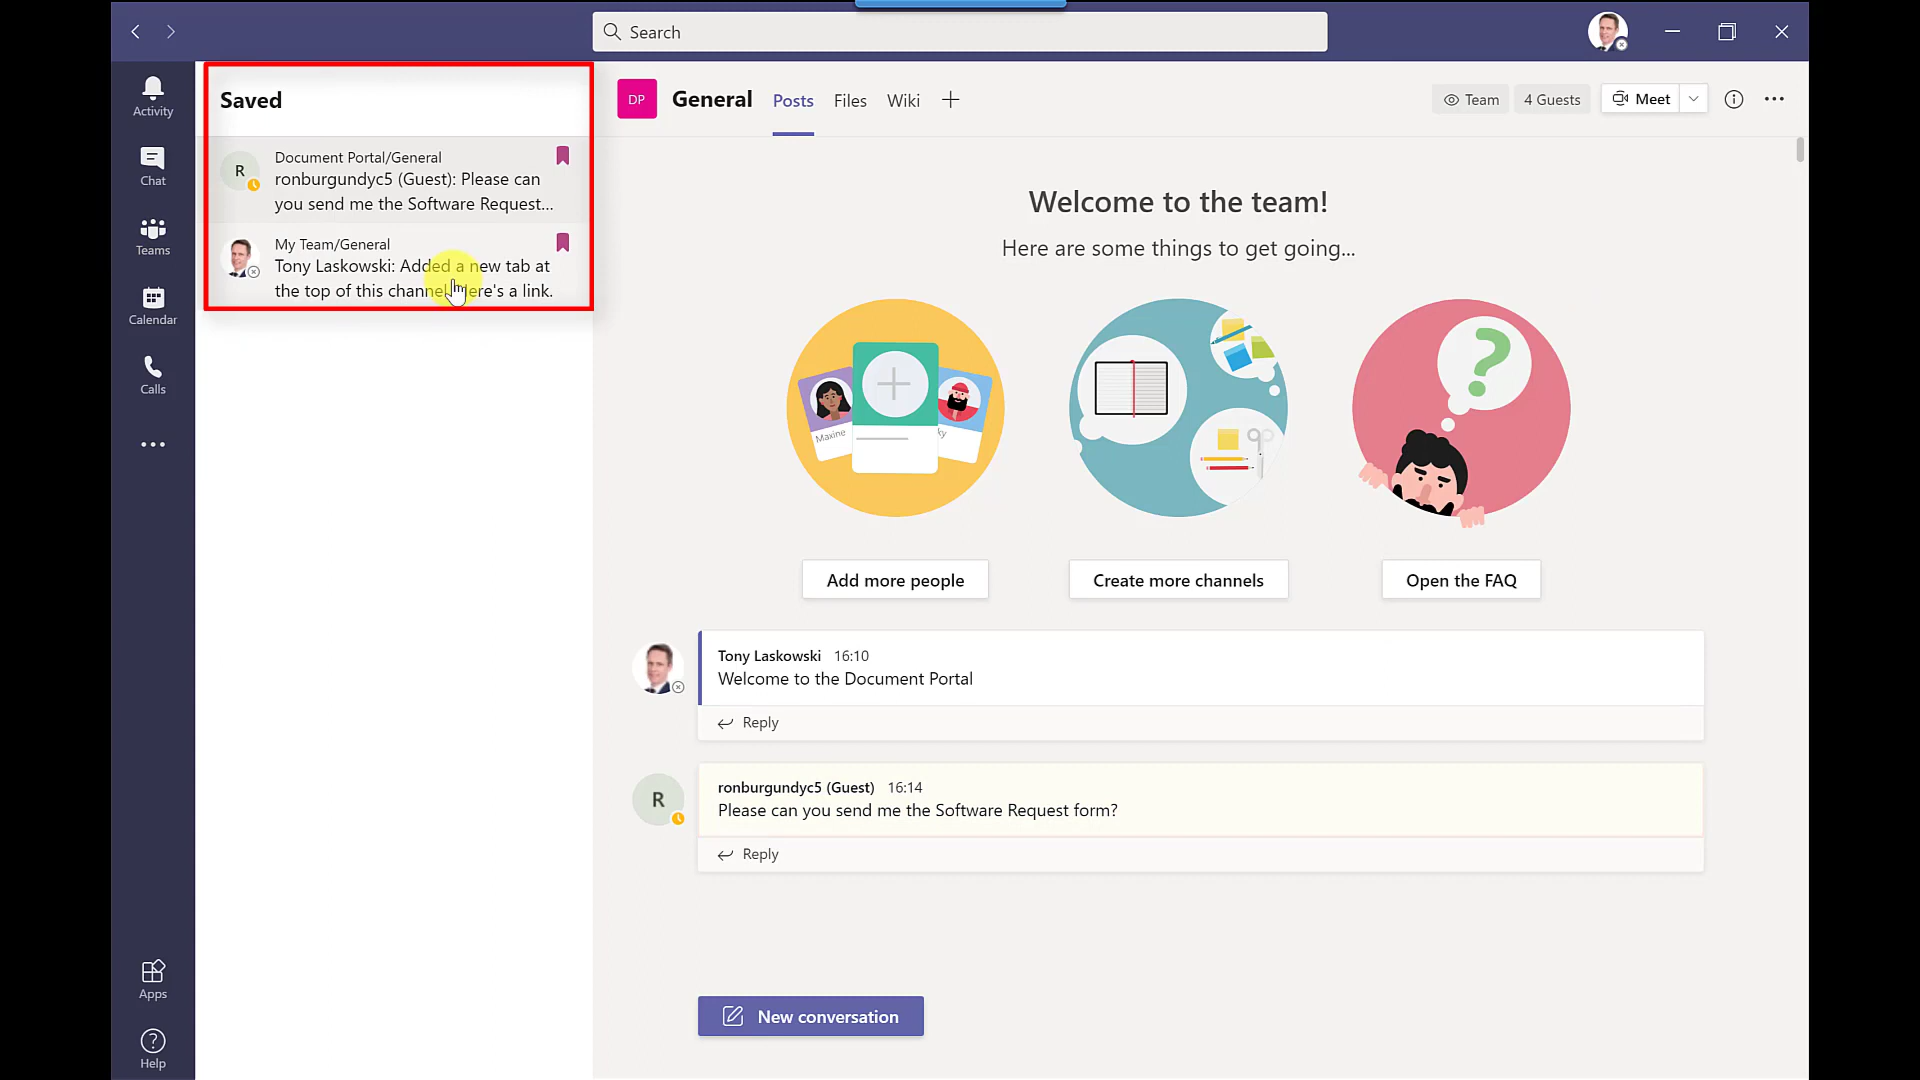 Search
Activity
Chat
Teams
Calendar
Calls
Apps
Help
Saved
R
Document Portal/General
ronburgundyc5 (Guest): Please can
you send me the Software Request...
My Team/General
Tony Laskowski: Added a new tab at
the top of this channel. Here's a link.
DP
General
Posts
Files
Wiki
Team
4 Guests
Meet
Welcome to the team!
Here are some things to get going...
Maxine
ky
Add more people
Create more channels
Open the FAQ
Tony Laskowski 16:10
Welcome to the Document Portal
Reply
R
ronburgundyc5 (Guest) 16:14
Please can you send me the Software Request form?
Reply
New conversation